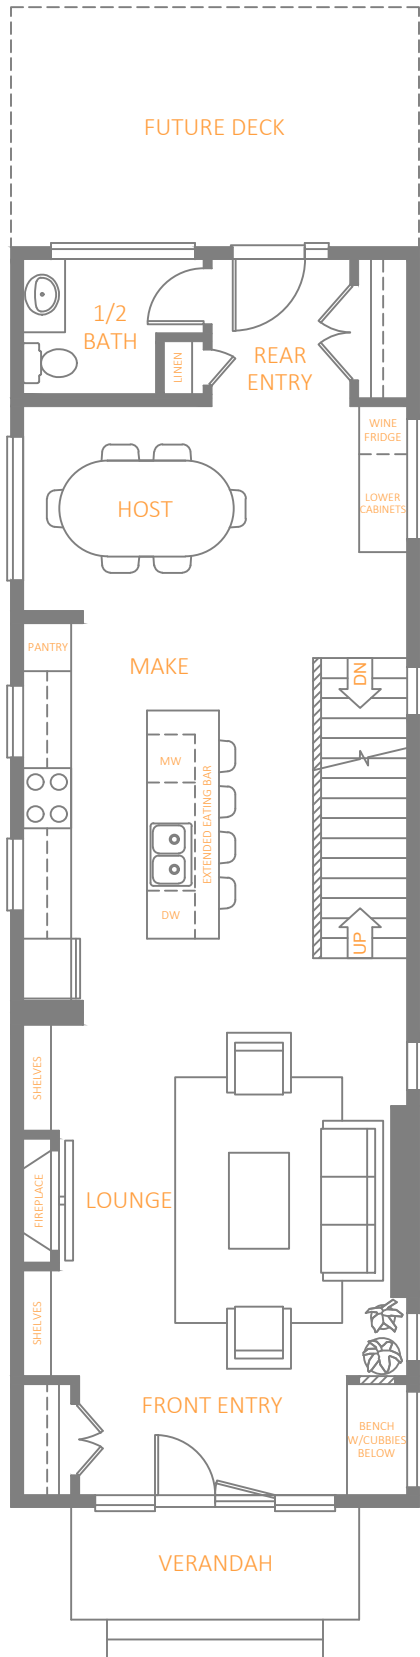 FUTURE DECK
1/2
BATH
LINEN
REAR
ENTRY
WINE
FRIDGE
LOWER
CABINETS
HOST
PANTRY
MAKE
DN
MW
EXTENDED EATING BAR
DW
UP
SHELVES
FIREPLACE
LOUNGE
SHELVES
FRONT ENTRY
BENCH
W/CUBBIES
BELOW
VERANDAH